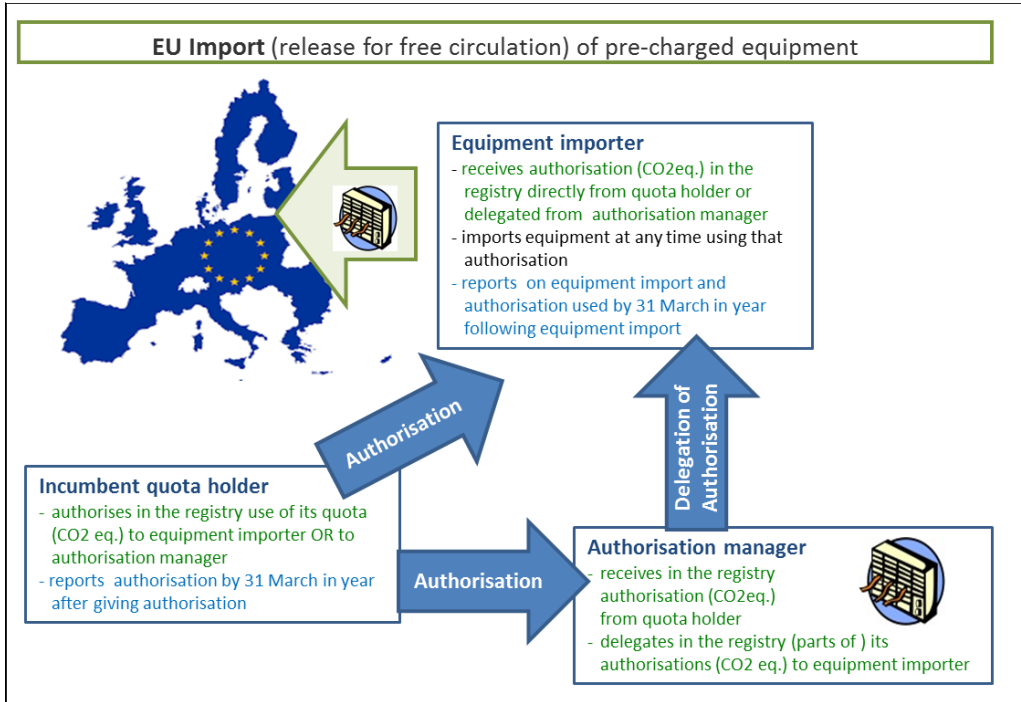 EU Import (release for free circulation) of pre-charged equipment
Equipment importer
- receives authorisation (CO2eq.) in the
registry directly from quota holder or
delegated from authorisation manager
- imports equipment at any time using that
authorisation
- reports on equipment import and
authorisation used by 31 March in year
following equipment import
Authorisation
Delegation of
Authorisation
Incumbent quota holder
- authorises in the registry use of its quota
(CO2 eq.) to equipment importer OR to
authorisation manager
- reports authorisation by 31 March in year
after giving authorisation
Authorisation
Authorisation manager
- receives in the registry
authorisation (CO2eq.)
from quota holder
- delegates in the registry (parts of ) its
authorisations (CO2 eq.) to equipment importer